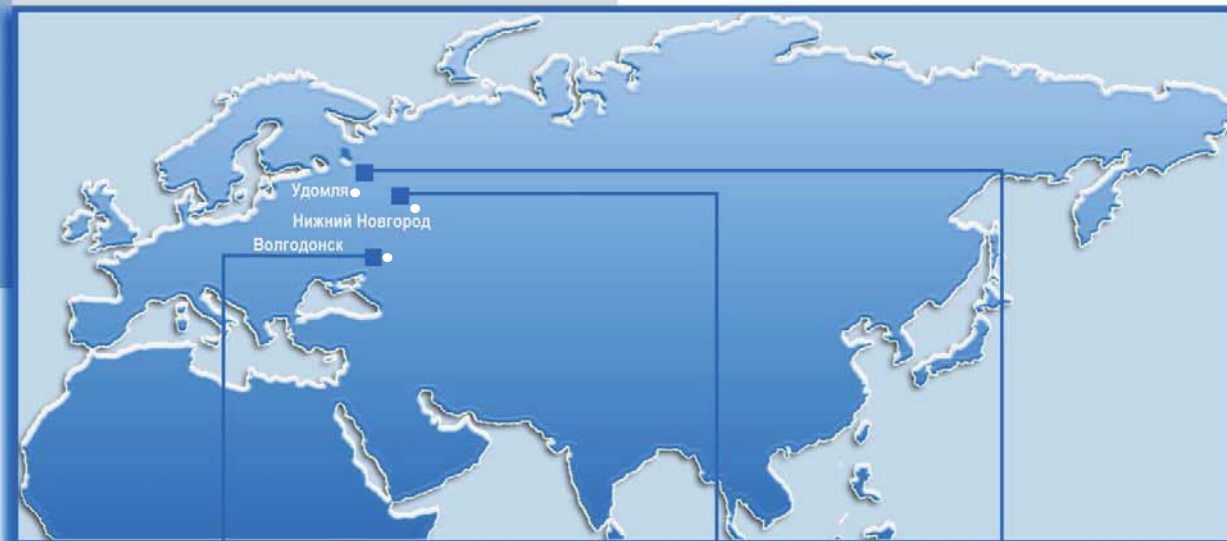 Удомля
Нижний Новгород
Волгодонск